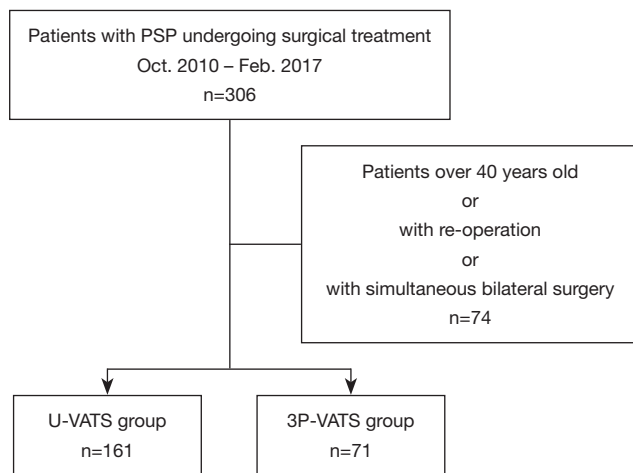 Patients with PSP undergoing surgical treatment
Oct. 2010 – Feb. 2017
n=306
Patients over 40 years old
or
with re-operation
or
with simultaneous bilateral surgery
n=74
U-VATS group
n=161
3P-VATS group
n=71